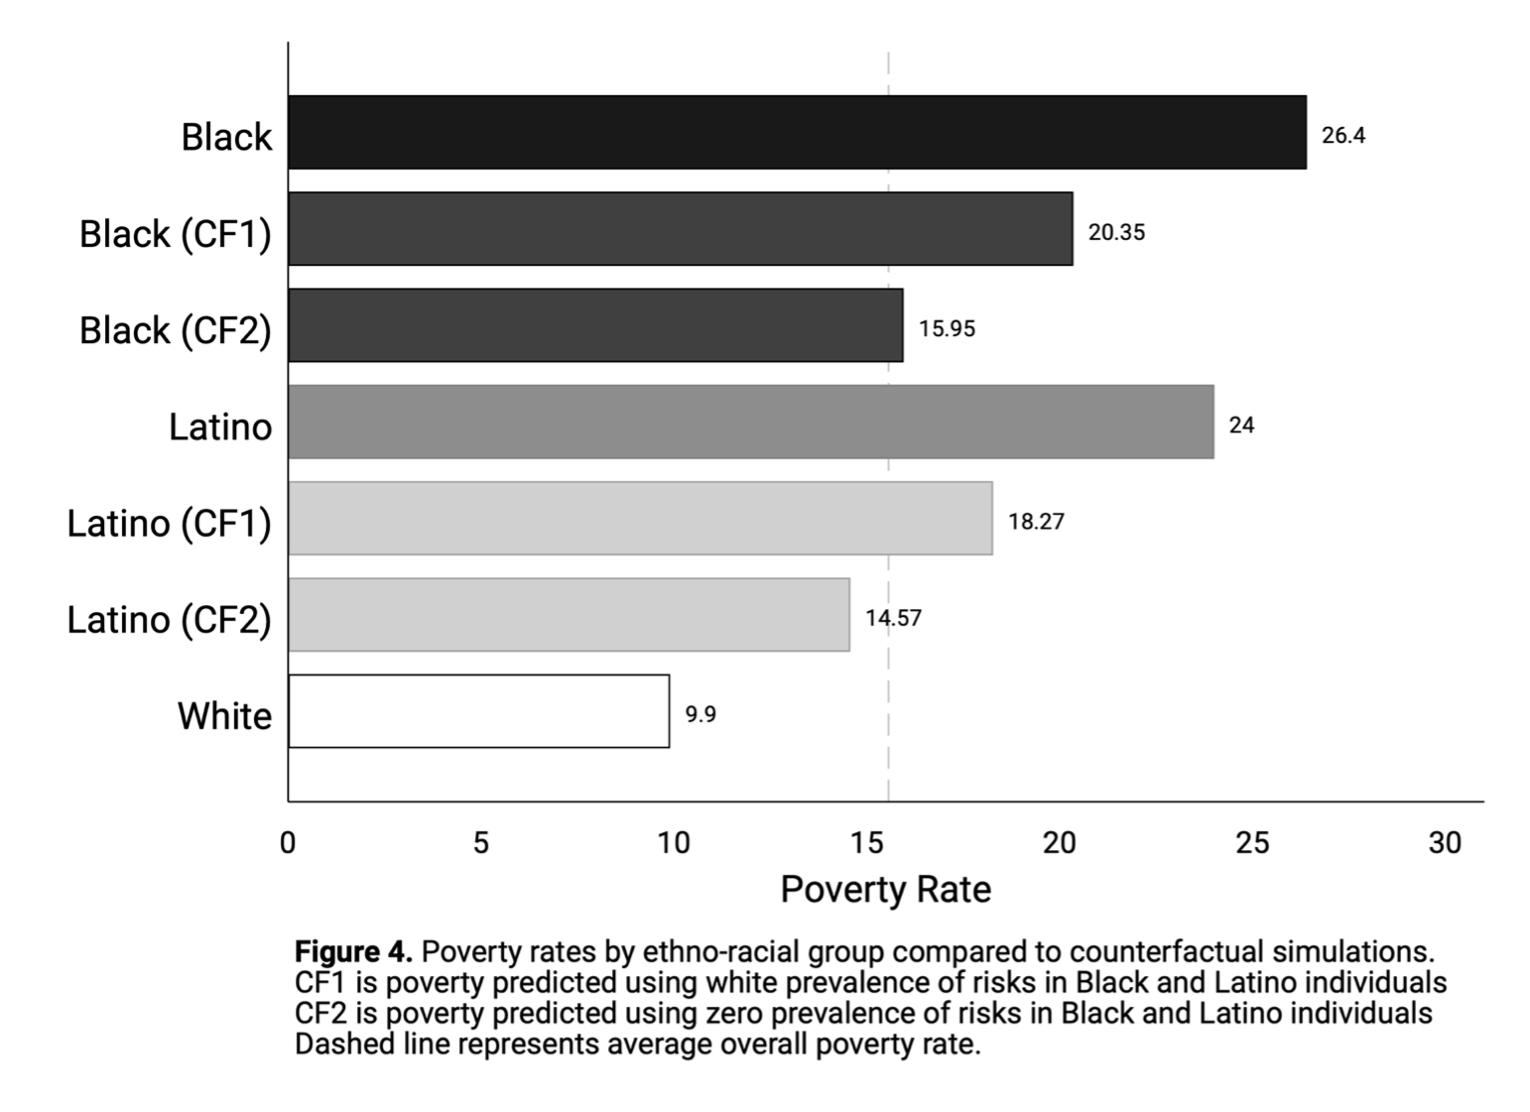 Black
26.4
Black (CF1)
20.35
Black (CF2)
15.95
Latino
24
Latino (CF1)
18.27
Latino (CF2)
14.57
White
9.9
0 5 10 15 20 25 30
Poverty Rate
Figure 4. Poverty rates by ethno-racial group compared to counterfactual simulations.
CF1 is poverty predicted using white prevalence of risks in Black and Latino individuals
CF2 is poverty predicted using zero prevalence of risks in Black and Latino individuals
Dashed line represents average overall poverty rate.